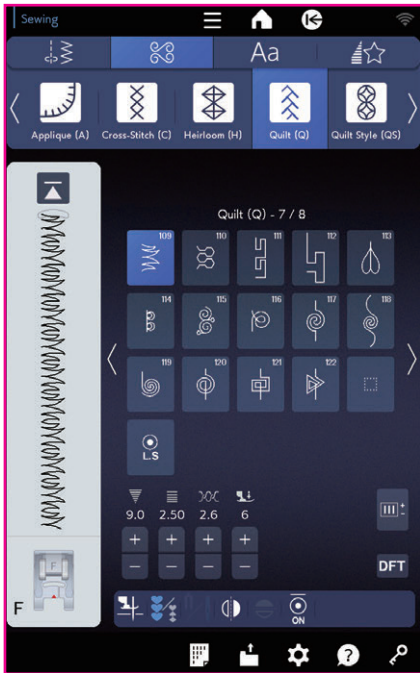 Sewing
Aa
Applique (A) Cross-Stitch (C) Heirloom (H) Quilt (Q) Quilt Style (QS)
Quilt (Q) - 7 / 8
109 110 111 112 113
114 115 116 117 118
119 120 121 122
L.S
9.0 2.50 2.6 6
+ + + +
− − − −
DFT
F
F
ON
?